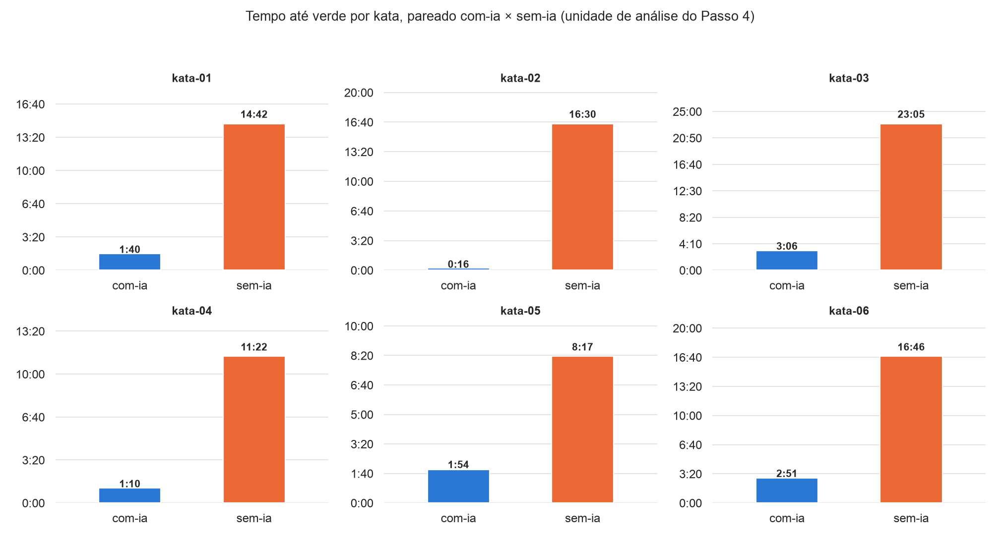 Tempo até verde por kata, pareado com-ia × sem-ia (unidade de análise do Passo 4)
kata-01
16:40
13:20
10:00
6:40
3:20
0:00
1:40
14:42
com-ia
sem-ia
kata-02
20:00
16:40
13:20
10:00
6:40
3:20
0:00
0:16
16:30
com-ia
sem-ia
kata-03
25:00
20:50
16:40
12:30
8:20
4:10
0:00
3:06
23:05
com-ia
sem-ia
kata-04
13:20
10:00
6:40
3:20
0:00
1:10
11:22
com-ia
sem-ia
kata-05
10:00
8:20
6:40
5:00
3:20
1:40
0:00
1:54
8:17
com-ia
sem-ia
kata-06
20:00
16:40
13:20
10:00
6:40
3:20
0:00
2:51
16:46
com-ia
sem-ia